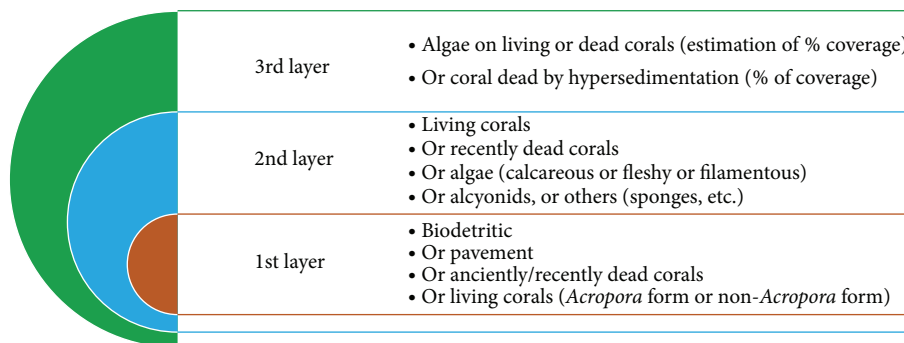 3rd layer
• Algae on living or dead corals (estimation of % coverage)
• Or coral dead by hypersedimentation (% of coverage)
2nd layer
• Living corals
• Or recently dead corals
• Or algae (calcareous or fleshy or filamentous)
• Or alcyonids, or others (sponges, etc.)
1st layer
• Biodetritic
• Or pavement
• Or anciently/recently dead corals
• Or living corals (Acropora form or non-Acropora form)